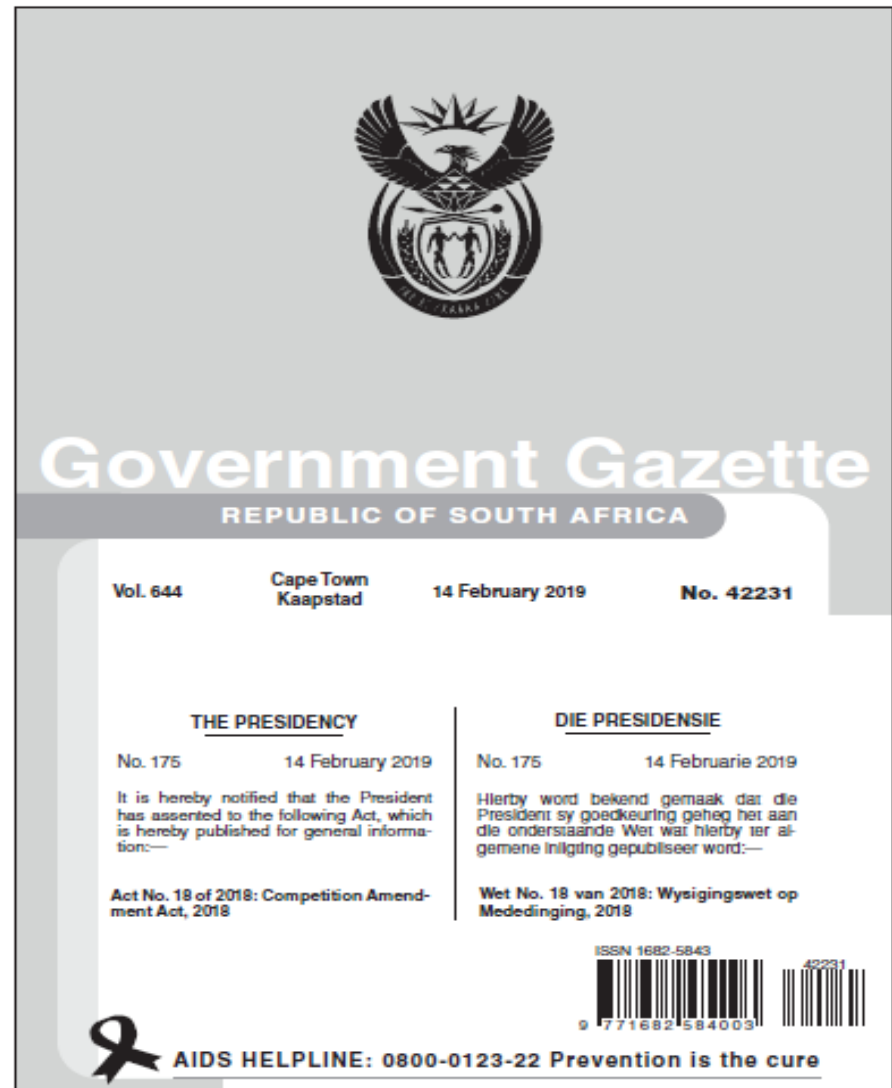 Government Gazette
REPUBLIC OF SOUTH AFRICA
Vol. 644
Cape Town
Kaapstad
14 February 2019
No. 42231
THE PRESIDENCY
No. 175 14 February 2019
It is hereby notified that the President
has assented to the following Act, which
is hereby published for general informa-
tion:—
Act No. 18 of 2018: Competition Amend-
ment Act, 2018
DIE PRESIDENSIE
No. 175 14 Februarie 2019
Hierby word bekend gemaak dat die
President sy goedkeuring geheg het aan
die onderstaande Wet wat hierby ter al-
gemene inligting gepubliseer word:—
Wet No. 18 van 2018: Wysigingswet op
Mededinging, 2018
ISSN 1682-5843
42231
9 771682 584003
AIDS HELPLINE: 0800-0123-22 Prevention is the cure